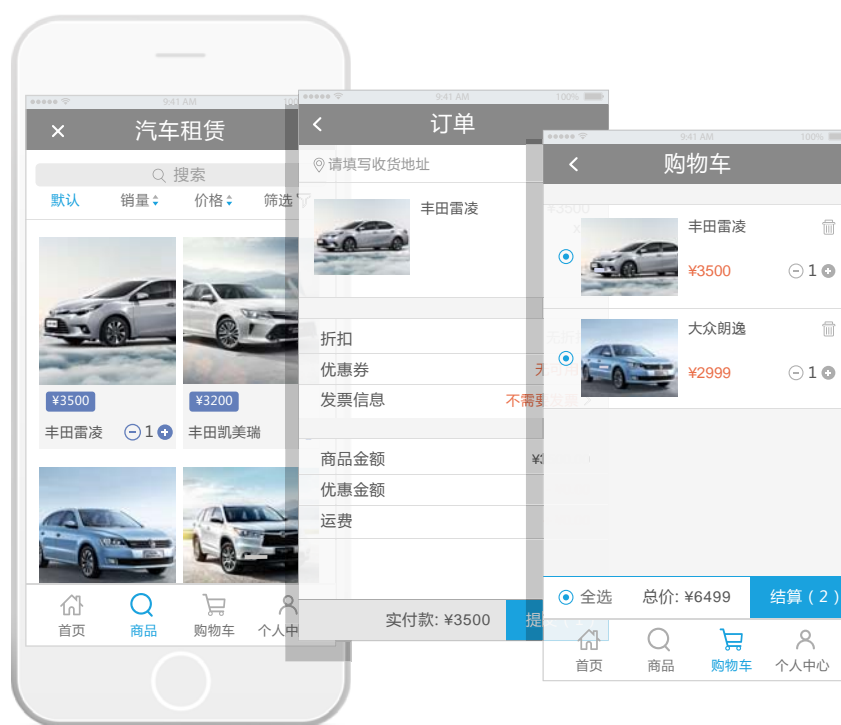 9:41 AM
汽车租赁
搜索
默认 销量 价格 筛选
¥3500
丰田雷凌 1
¥3200
丰田凯美瑞
首页 商品 购物车 个人中
9:41 AM 100%
订单
请填写收货地址
丰田雷凌
¥3500
折扣
优惠券
发票信息 不需要发票
商品金额
优惠金额
运费
实付款: ¥3500
9:41 AM 100%
购物车
丰田雷凌
¥3500 1
大众朗逸
¥2999 1
全选 总价: ¥6499 结算 ( 2 )
首页 商品 购物车 个人中心